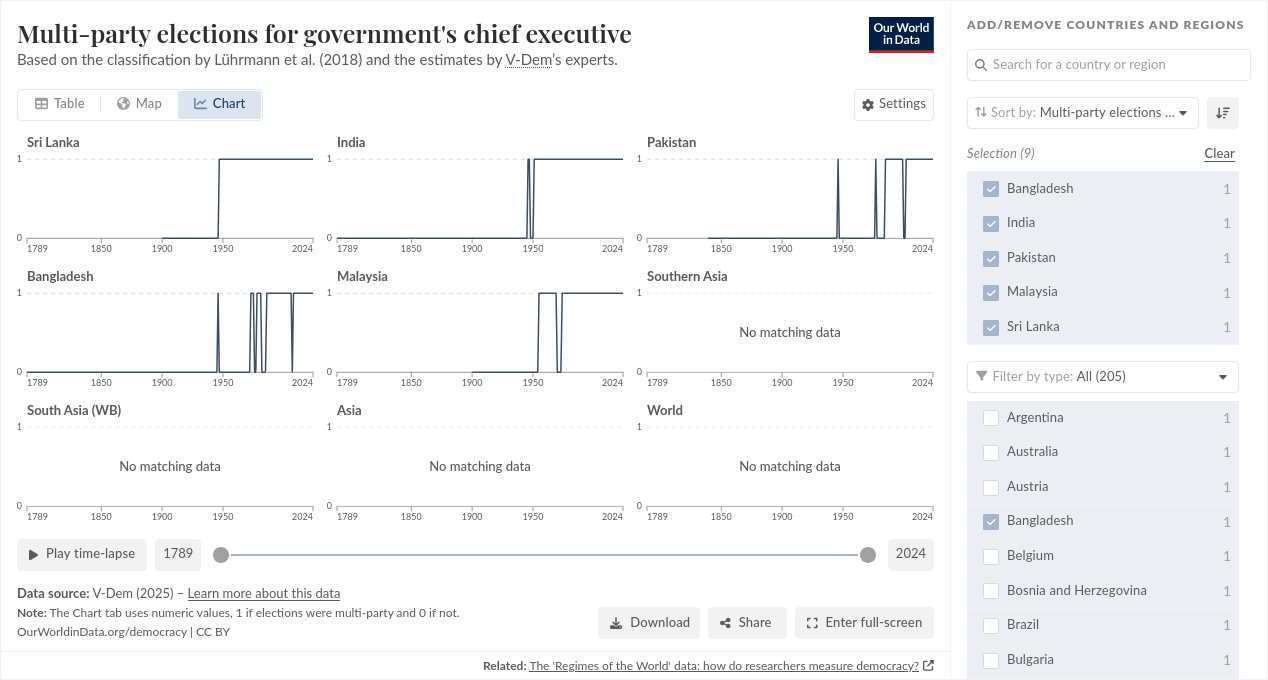 Multi-party elections for government's chief executive
Based on the classification by Lührmann et al. (2018) and the estimates by V-Dem's experts.
Our World
in Data
Table
Map
Chart
Settings
Sri Lanka
1
0
1789 1850 1900 1950 2024
India
1
0
1789 1850 1900 1950 2024
Pakistan
1
0
1789 1850 1900 1950 2024
Bangladesh
1
0
1789 1850 1900 1950 2024
Malaysia
1
0
1789 1850 1900 1950 2024
Southern Asia
1
No matching data
0
1789 1850 1900 1950 2024
South Asia (WB)
1
No matching data
0
1789 1850 1900 1950 2024
Asia
1
No matching data
0
1789 1850 1900 1950 2024
World
1
No matching data
0
1789 1850 1900 1950 2024
Play time-lapse
1789
2024
Data source: V-Dem (2025) – Learn more about this data
Note: The Chart tab uses numeric values, 1 if elections were multi-party and 0 if not.
OurWorldinData.org/democracy | CC BY
Download
Share
Enter full-screen
Related: The 'Regimes of the World' data: how do researchers measure democracy?
ADD/REMOVE COUNTRIES AND REGIONS
Search for a country or region
Sort by: Multi-party elections ...
Selection (9)
Clear
Bangladesh 1
India 1
Pakistan 1
Malaysia 1
Sri Lanka 1
Filter by type: All (205)
Argentina 1
Australia 1
Austria 1
Bangladesh 1
Belgium 1
Bosnia and Herzegovina 1
Brazil 1
Bulgaria 1